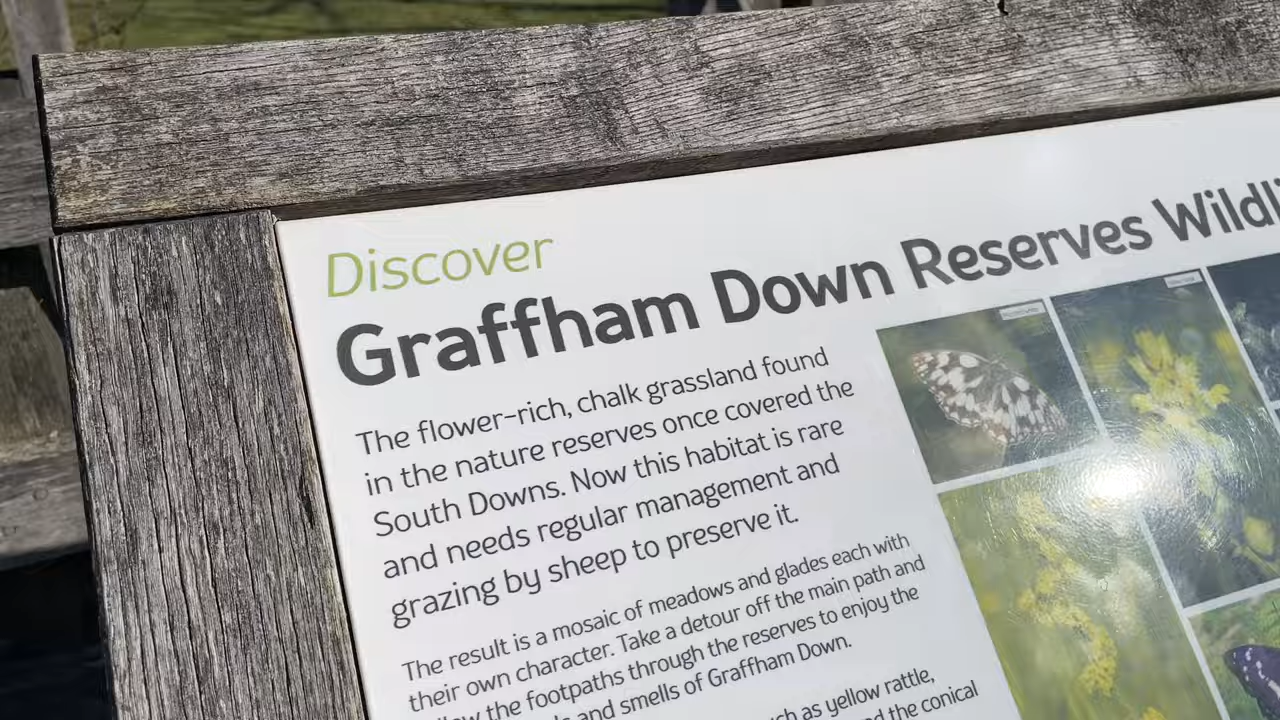 Discover
Graffham Down Reserves Wildli
The flower-rich, chalk grassland found
in the nature reserves once covered the
South Downs. Now this habitat is rare
and needs regular management and
grazing by sheep to preserve it.
The result is a mosaic of meadows and glades each with
their own character. Take a detour off the main path and
the footpaths through the reserves to enjoy the
and smells of Graffham Down.
as yellow rattle,
the conical